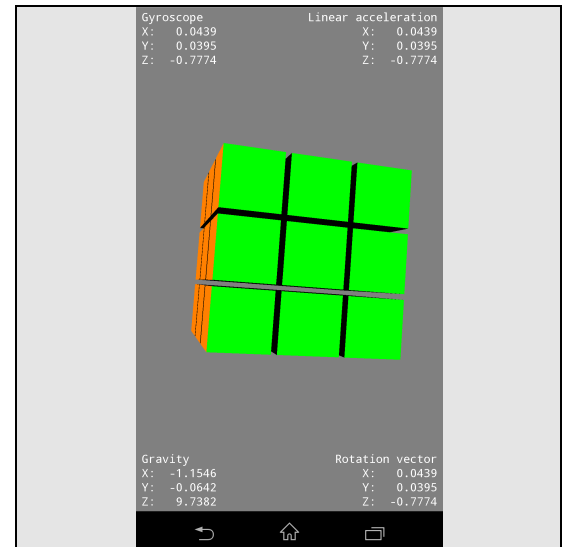 Gyroscope
X: 0.0439
Y: 0.0395
Z: -0.7774
Linear acceleration
X: 0.0439
Y: 0.0395
Z: -0.7774
Gravity
X: -1.1546
Y: -0.0642
Z: 9.7382
Rotation vector
X: 0.0439
Y: 0.0395
Z: -0.7774